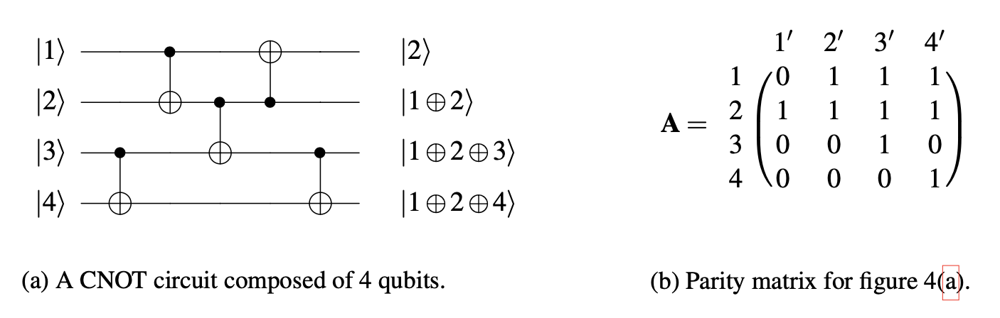 |1⟩ |2⟩
|2⟩ |1⊕2⟩
|3⟩ |1⊕2⊕3⟩
|4⟩ |1⊕2⊕4⟩
(a) A CNOT circuit composed of 4 qubits.
1′ 2′ 3′ 4′
1 0 1 1 1
A = 2 1 1 1 1
3 0 0 1 0
4 0 0 0 1
(b) Parity matrix for figure 4(a).